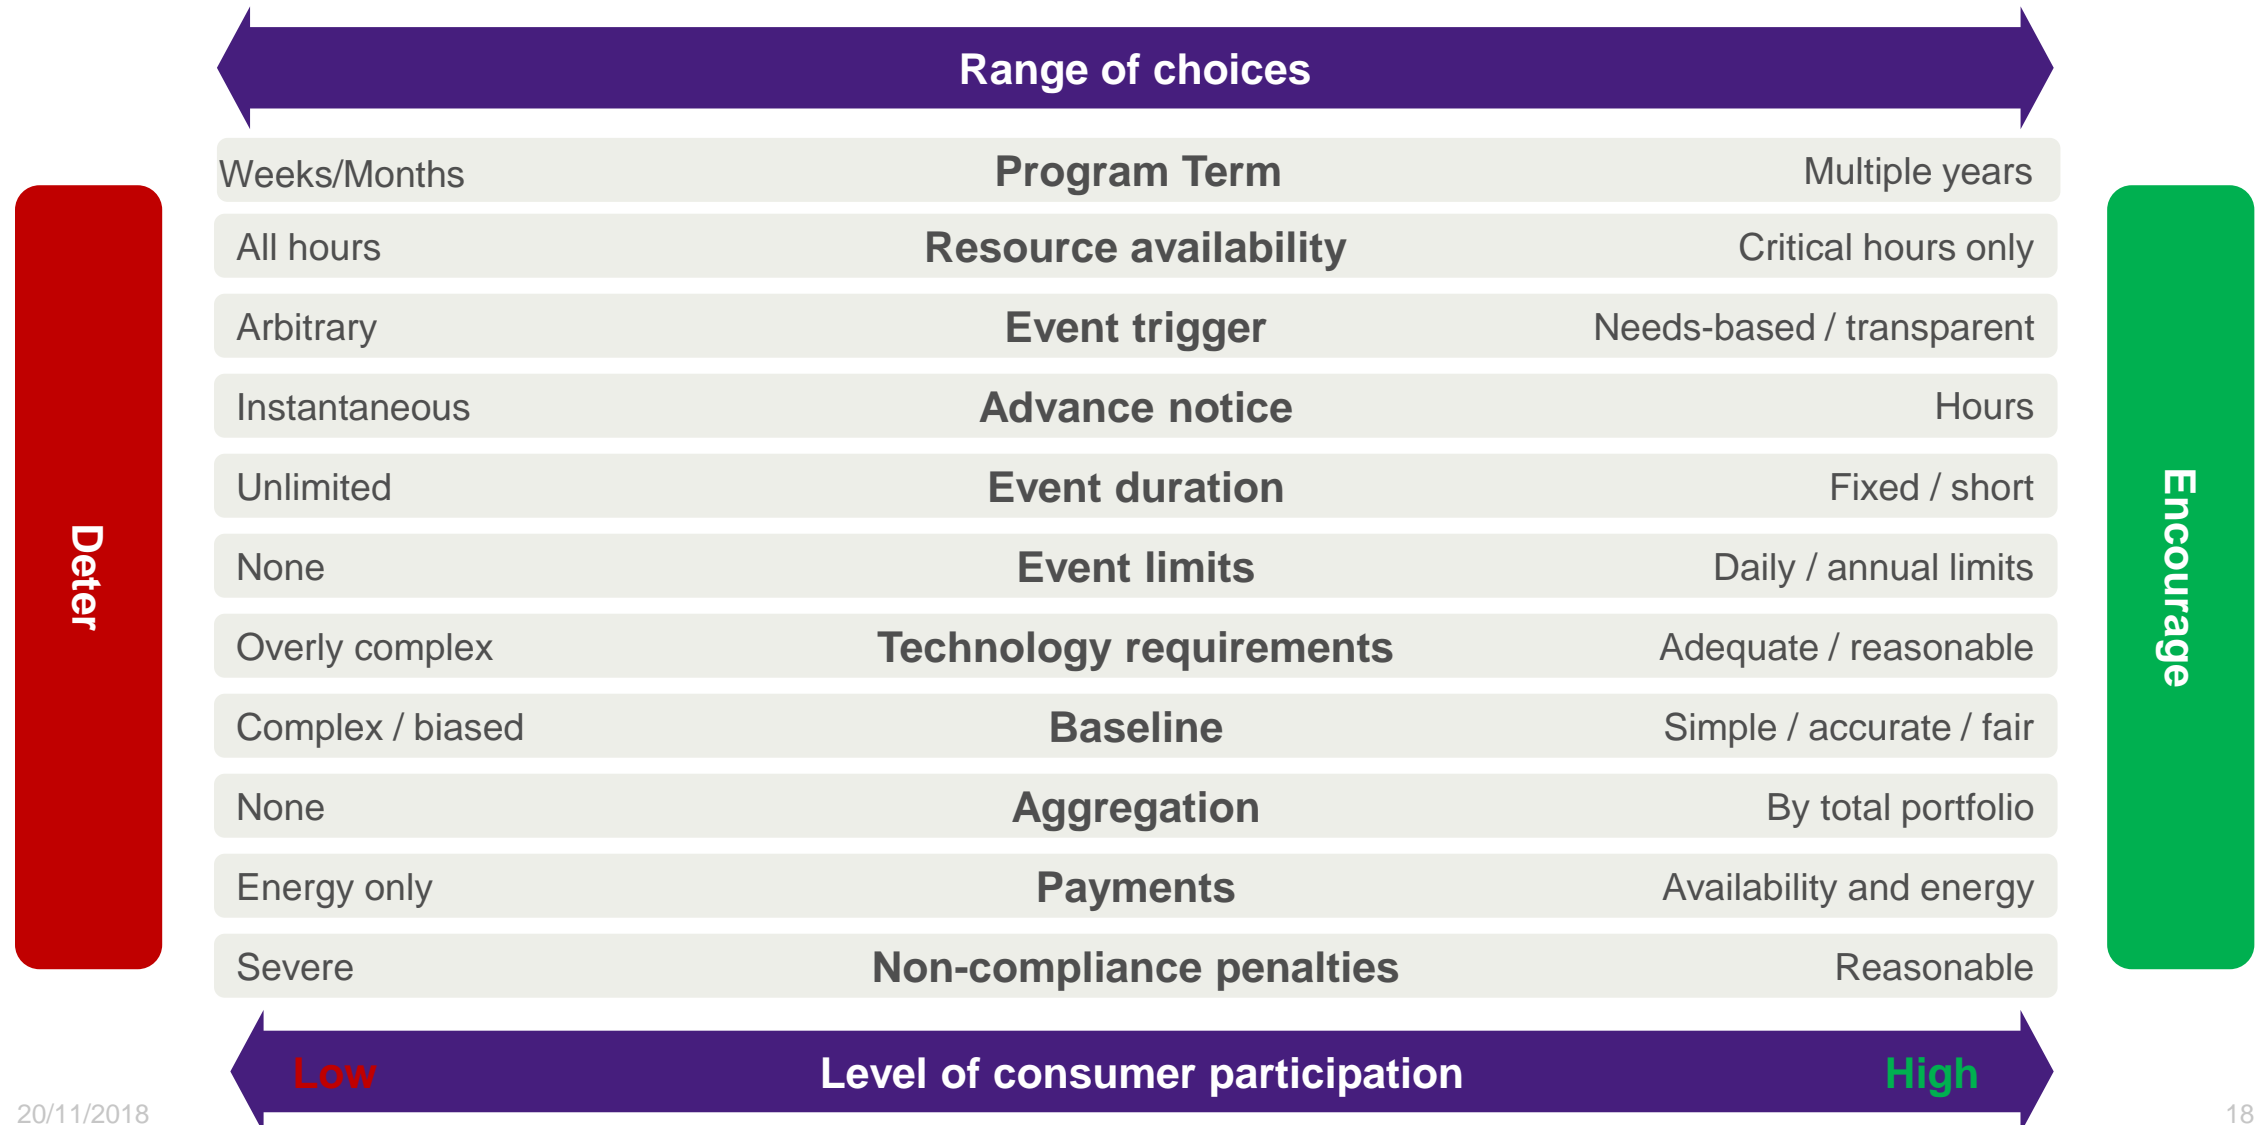 Range of choices
Weeks/Months Program Term Multiple years
All hours Resource availability Critical hours only
Arbitrary Event trigger Needs-based / transparent
Instantaneous Advance notice Hours
Unlimited Event duration Fixed / short
None Event limits Daily / annual limits
Overly complex Technology requirements Adequate / reasonable
Complex / biased Baseline Simple / accurate / fair
None Aggregation By total portfolio
Energy only Payments Availability and energy
Severe Non-compliance penalties Reasonable
Deter
Encourage
Low Level of consumer participation High
20/11/2018
18